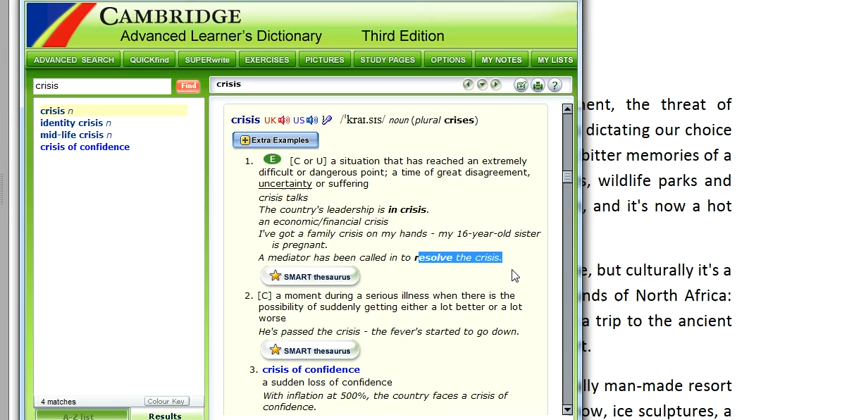 CAMBRIDGE
Advanced Learner's Dictionary Third Edition
ADVANCED SEARCH QUICKfind SUPERwrite EXERCISES PICTURES STUDY PAGES OPTIONS MY NOTES MY LISTS
crisis Find
crisis n
identity crisis n
mid-life crisis n
crisis of confidence
4 matches Colour Key
A-Z list Results
crisis
crisis UK US /ˈkraɪ.sɪs/ noun (plural crises)
Extra Examples
1. E [C or U] a situation that has reached an extremely
difficult or dangerous point; a time of great disagreement,
uncertainty or suffering
crisis talks
The country's leadership is in crisis.
an economic/financial crisis
I've got a family crisis on my hands - my 16-year-old sister
is pregnant.
A mediator has been called in to resolve the crisis.
SMART thesaurus
2. [C] a moment during a serious illness when there is the
possibility of suddenly getting either a lot better or a lot
worse
He's passed the crisis - the fever's started to go down.
SMART thesaurus
3. crisis of confidence
a sudden loss of confidence
With inflation at 500%, the country faces a crisis of
confidence.
the threat of
dictating our choice
bitter memories of a
wildlife parks and
and it's now a hot
but culturally it's a
of North Africa:
a trip to the ancient
man-made resort
ice sculptures, a